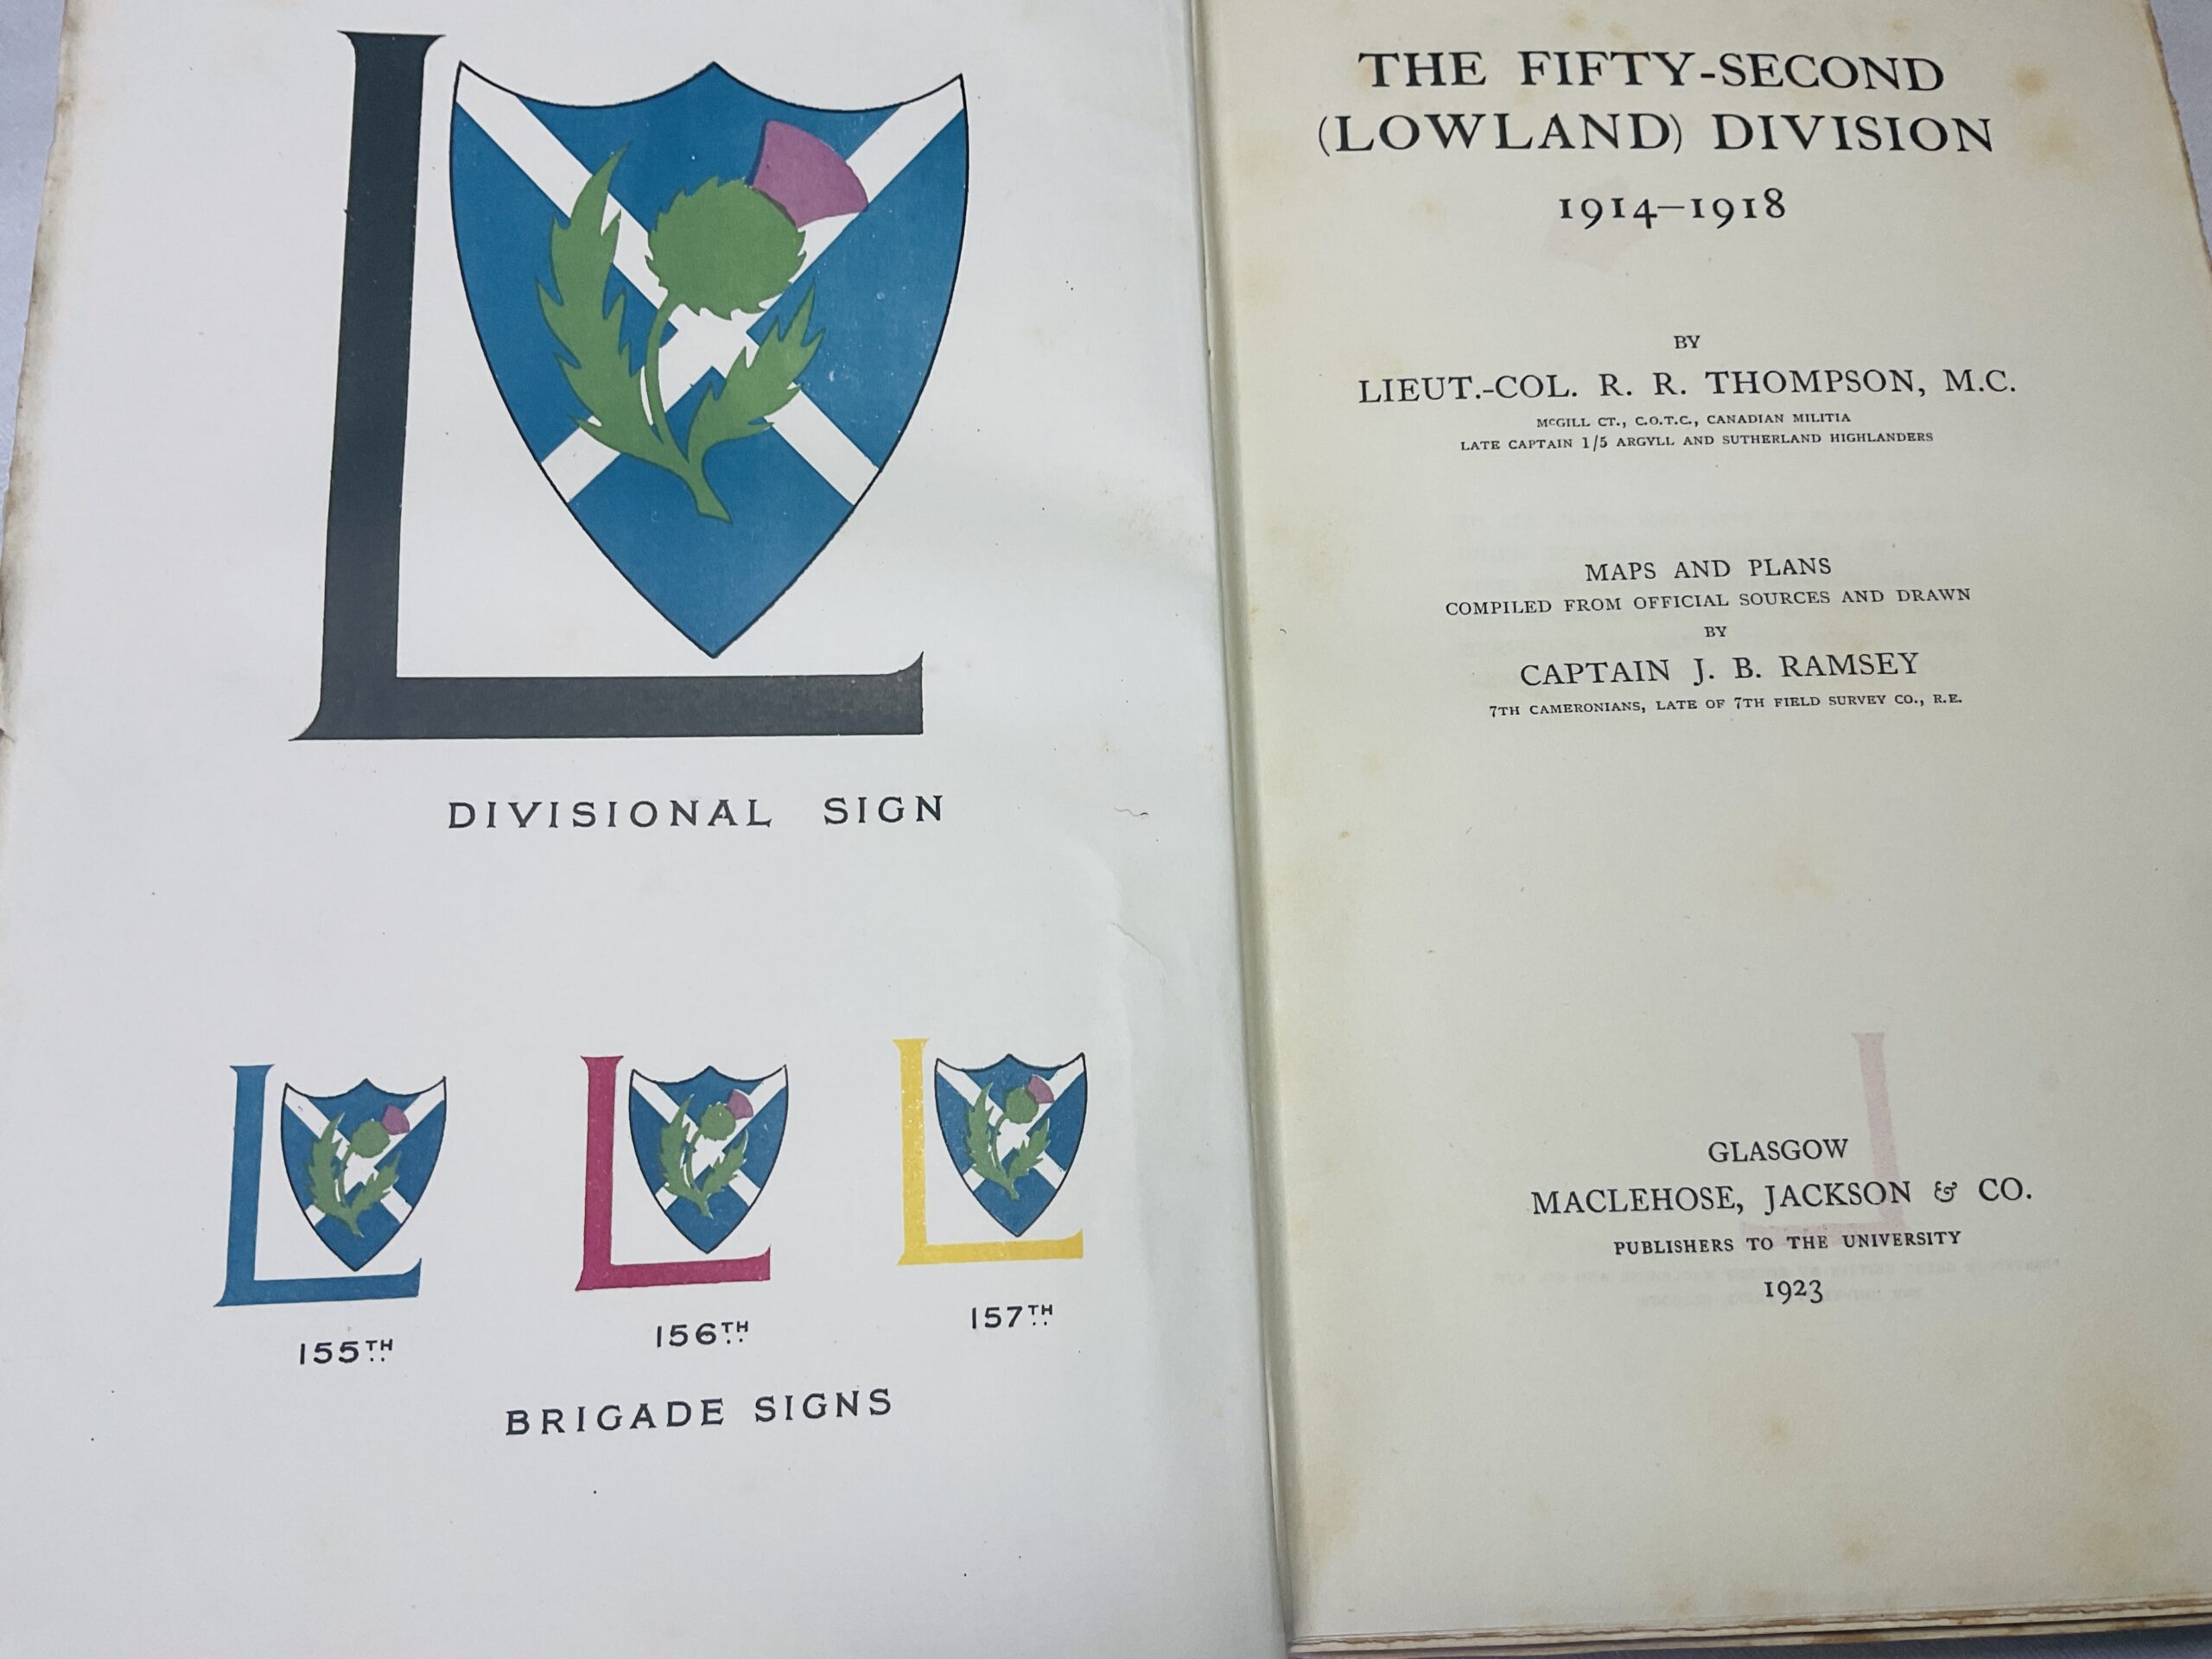 L
DIVISIONAL SIGN
L
L
L
155TH
156TH
157TH
BRIGADE SIGNS
THE FIFTY-SECOND
(LOWLAND) DIVISION
1914–1918
BY
LIEUT.-COL. R. R. THOMPSON, M.C.
McGILL CT., C.O.T.C., CANADIAN MILITIA
LATE CAPTAIN 1/5 ARGYLL AND SUTHERLAND HIGHLANDERS
MAPS AND PLANS
COMPILED FROM OFFICIAL SOURCES AND DRAWN
BY
CAPTAIN J. B. RAMSEY
7TH CAMERONIANS, LATE OF 7TH FIELD SURVEY CO., R.E.
GLASGOW
MACLEHOSE, JACKSON & CO.
PUBLISHERS TO THE UNIVERSITY
1923